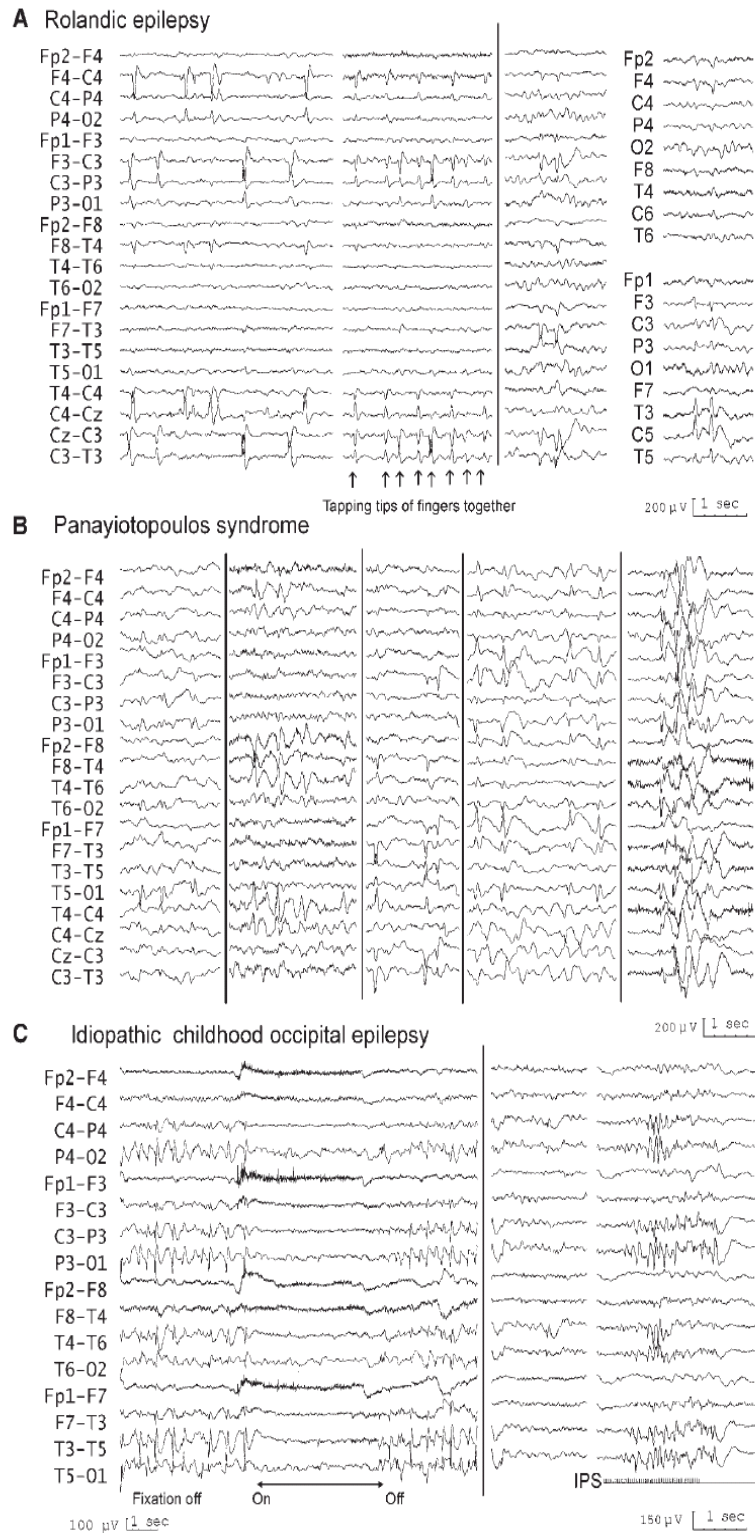 A Rolandic epilepsy
Fp2-F4
F4-C4
C4-P4
P4-O2
Fp1-F3
F3-C3
C3-P3
P3-O1
Fp2-F8
F8-T4
T4-T6
T6-O2
Fp1-F7
F7-T3
T3-T5
T5-O1
T4-C4
C4-Cz
Cz-C3
C3-T3
Tapping tips of fingers together
Fp2
F4
C4
P4
O2
F8
T4
C6
T6
Fp1
F3
C3
P3
O1
F7
T3
C5
T5
200 μV 1 sec
B Panayiotopoulos syndrome
Fp2-F4
F4-C4
C4-P4
P4-O2
Fp1-F3
F3-C3
C3-P3
P3-O1
Fp2-F8
F8-T4
T4-T6
T6-O2
Fp1-F7
F7-T3
T3-T5
T5-O1
T4-C4
C4-Cz
Cz-C3
C3-T3
200 μV 1 sec
C Idiopathic childhood occipital epilepsy
Fp2-F4
F4-C4
C4-P4
P4-O2
Fp1-F3
F3-C3
C3-P3
P3-O1
Fp2-F8
F8-T4
T4-T6
T6-O2
Fp1-F7
F7-T3
T3-T5
T5-O1
IPS
Fixation off On Off
100 μV 1 sec
150 μV 1 sec